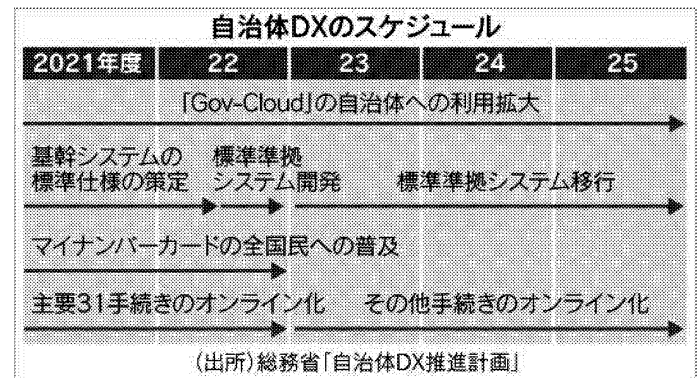 自治体DXのスケジュール
2021年度 22 23 24 25
「Gov-Cloud」の自治体への利用拡大
基幹システムの 標準準拠
標準仕様の策定 システム開発 標準準拠システム移行
マイナンバーカードの全国民への普及
主要31手続きのオンライン化 その他手続きのオンライン化
(出所)総務省「自治体DX推進計画」